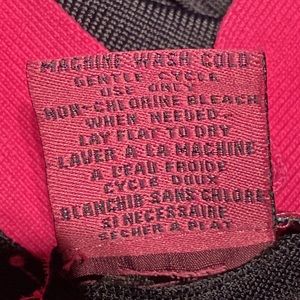 MACHINE WASH COLD
GENTLE CYCLE
USE ONLY
NON-CHLORINE BLEACH
WHEN NEEDED-
LAY FLAT TO DRY
LAVER A LA MACHINE
A L'EAU FROIDE
CYCLE DOUX
BLANCHIR SANS CHLORE
SI NECESSAIRE
SECHER A PLAT